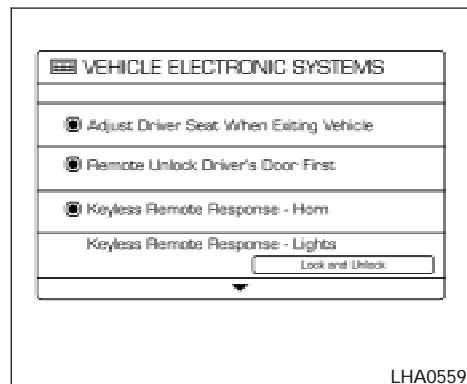 VEHICLE ELECTRONIC SYSTEMS
Adjust Driver Seat When Exiting Vehicle
Remote Unlock Driver's Door First
Keyless Remote Response - Horn
Keyless Remote Response - Lights
Lock and Unlock
LHA0559